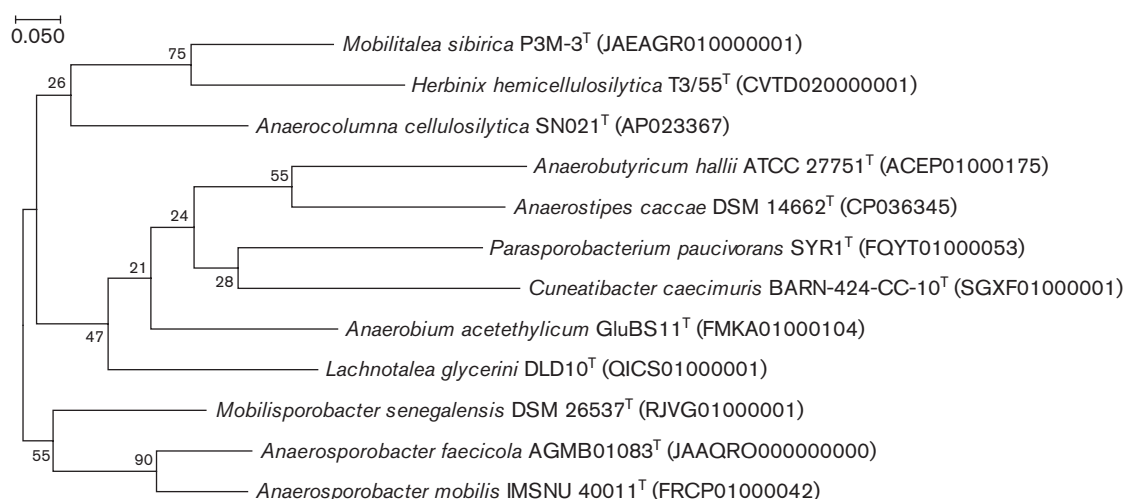 0.050
75
Mobilitalea sibirica P3M-3ᵀ (JAEAGR010000001)
26
Herbinix hemicellulosilytica T3/55ᵀ (CVTD020000001)
Anaerocolumna cellulosilytica SN021ᵀ (AP023367)
Anaerobutyricum hallii ATCC 27751ᵀ (ACEP01000175)
55
Anaerostipes caccae DSM 14662ᵀ (CP036345)
24
Parasporobacterium paucivorans SYR1ᵀ (FQYT01000053)
21
28
Cuneatibacter caecimuris BARN-424-CC-10ᵀ (SGXF01000001)
Anaerobium acetethylicum GluBS11ᵀ (FMKA01000104)
47
Lachnotalea glycerini DLD10ᵀ (QICS01000001)
Mobilisporobacter senegalensis DSM 26537ᵀ (RJVG01000001)
55
90
Anaerosporobacter faecicola AGMB01083ᵀ (JAAQRO000000000)
Anaerosporobacter mobilis IMSNU 40011ᵀ (FRCP01000042)